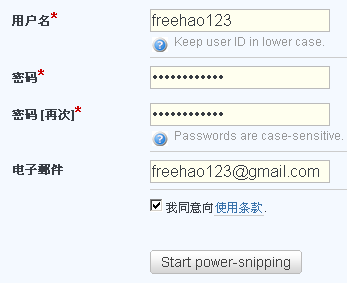 用户名*
freehao123
Keep user ID in lower case.
密码*
••••••••••••
密码 [再次]*
••••••••••••
Passwords are case-sensitive.
电子邮件
freehao123@gmail.com
我同意向使用条款.
Start power-snipping